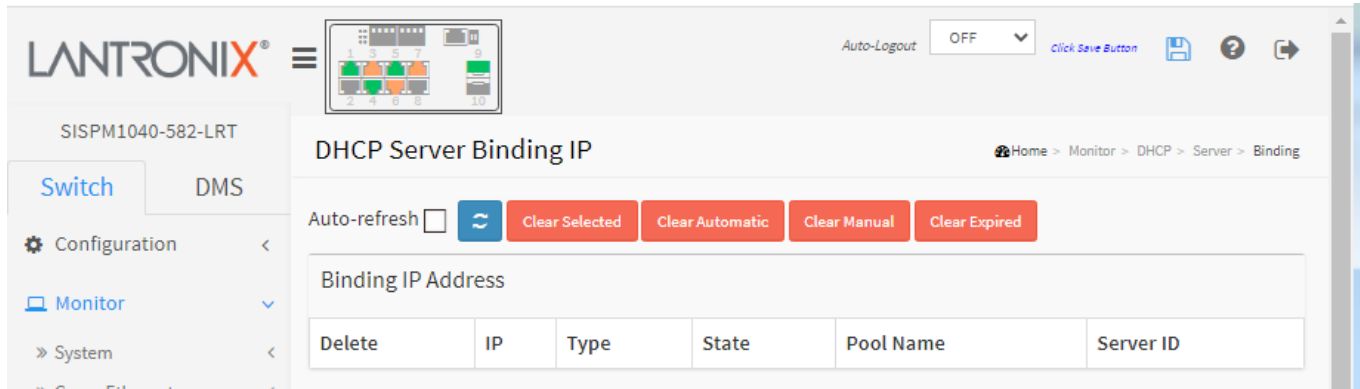 LANTRONIX®
1 3 5 7 9
2 4 6 8 10
Auto-Logout OFF Click Save Button
SISPM1040-582-LRT
Switch DMS
Configuration
Monitor
System
DHCP Server Binding IP
Home > Monitor > DHCP > Server > Binding
Auto-refresh Clear Selected Clear Automatic Clear Manual Clear Expired
Binding IP Address
Delete IP Type State Pool Name Server ID